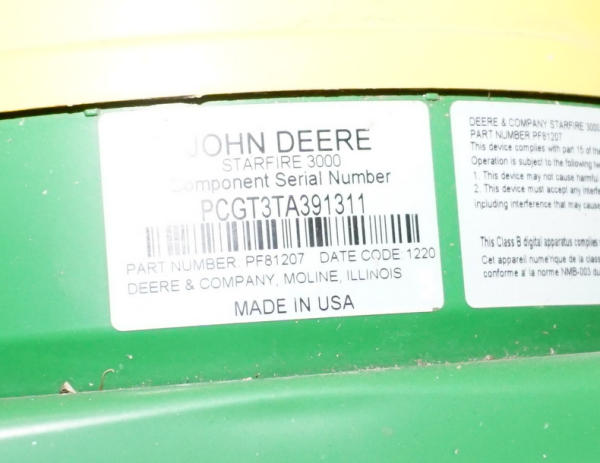 JOHN DEERE
STARFIRE 3000
Component Serial Number
PCGT3TA391311
PART NUMBER: PF81207 DATE CODE: 1220
DEERE & COMPANY, MOLINE, ILLINOIS
MADE IN USA
DEERE & COMPANY STARFIRE 3000
PART NUMBER PF81207
This device complies with part 15 of the
Operation is subject to the following
1. This device may not cause harmful
2. This device must accept any
including interference that may cause
This Class B digital apparatus complies
Cet appareil numérique de la
conforme a la norme NMB-003 du